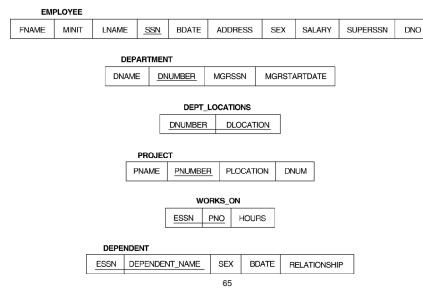 EMPLOYEE
FNAME MINIT LNAME SSN BDATE ADDRESS SEX SALARY SUPERSSN DNO
DEPARTMENT
DNAME DNUMBER MGRSSN MGRSTARTDATE
DEPT_LOCATIONS
DNUMBER DLOCATION
PROJECT
PNAME PNUMBER PLOCATION DNUM
WORKS_ON
ESSN PNO HOURS
DEPENDENT
ESSN DEPENDENT_NAME SEX BDATE RELATIONSHIP
65